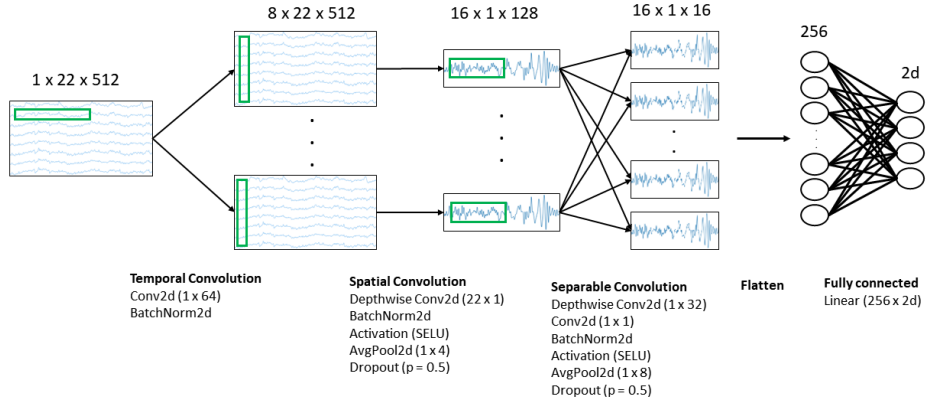 1 x 22 x 512
8 x 22 x 512
16 x 1 x 128
16 x 1 x 16
256
2d
Temporal Convolution
Conv2d (1 x 64)
BatchNorm2d
Spatial Convolution
Depthwise Conv2d (22 x 1)
BatchNorm2d
Activation (SELU)
AvgPool2d (1 x 4)
Dropout (p = 0.5)
Separable Convolution
Depthwise Conv2d (1 x 32)
Conv2d (1 x 1)
BatchNorm2d
Activation (SELU)
AvgPool2d (1 x 8)
Dropout (p = 0.5)
Flatten
Fully connected
Linear (256 x 2d)